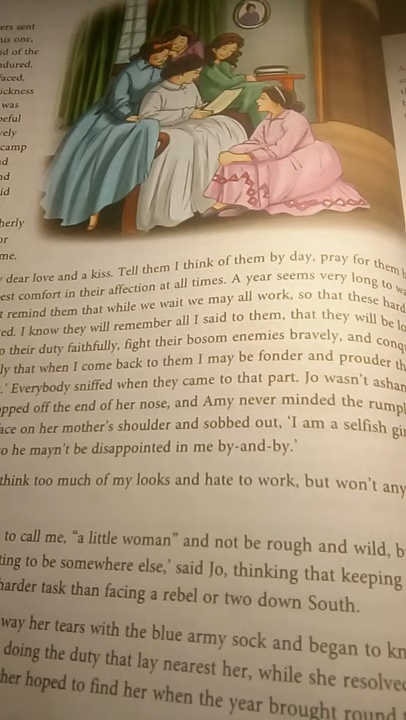 ers sent
his one,
id of the
ndured,
faced,
ickness
was
peful
vely
camp
d
nd
id
herly
or
me.
dear love and a kiss. Tell them I think of them by day, pray for them
est comfort in their affection at all times. A year seems very long to
remind them that while we wait we may all work, so that these hard
ed. I know they will remember all I said to them, that they will be lo
o their duty faithfully, fight their bosom enemies bravely, and conq
ly that when I come back to them I may be fonder and prouder th
.' Everybody sniffed when they came to that part. Jo wasn't asham
opped off the end of her nose, and Amy never minded the rumpl
ace on her mother's shoulder and sobbed out, 'I am a selfish gir
o he mayn't be disappointed in me by-and-by.'
think too much of my looks and hate to work, but won't any
to call me, "a little woman" and not be rough and wild, b
ting to be somewhere else,' said Jo, thinking that keeping
harder task than facing a rebel or two down South.
way her tears with the blue army sock and began to kn
doing the duty that lay nearest her, while she resolved
her hoped to find her when the year brought round